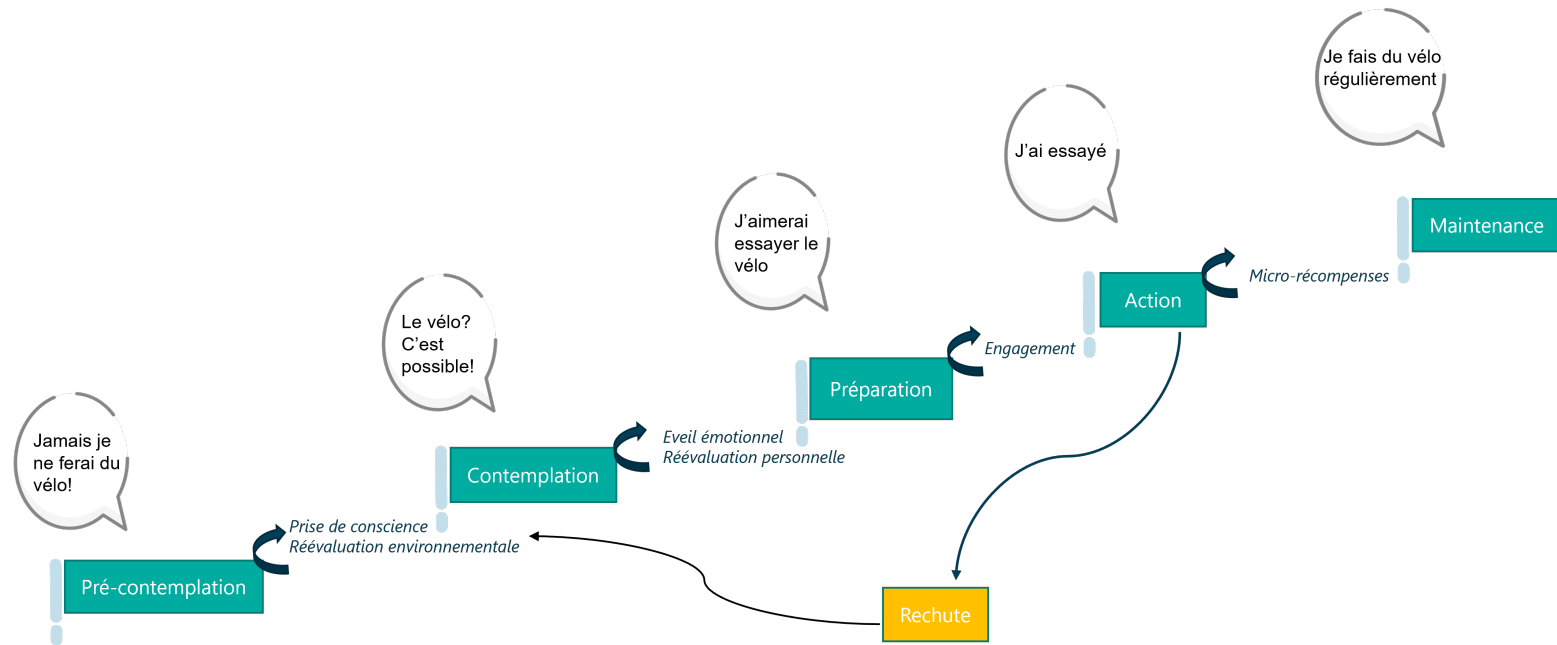 Je fais du vélo
régulièrement
J’ai essayé
Maintenance
J’aimerai
essayer le
vélo
Micro-récompenses
Action
Le vélo?
C’est
possible!
Engagement
Préparation
Jamais je
ne ferai du
vélo!
Eveil émotionnel
Réévaluation personnelle
Contemplation
Prise de conscience
Réévaluation environnementale
Pré-contemplation
Rechute